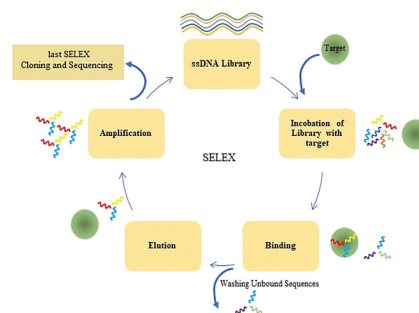 last SELEX
Cloning and Sequencing
ssDNA Library
Target
Amplification
Incobation of
Library with
target
SELEX
Elution
Binding
Washing Unbound Sequences